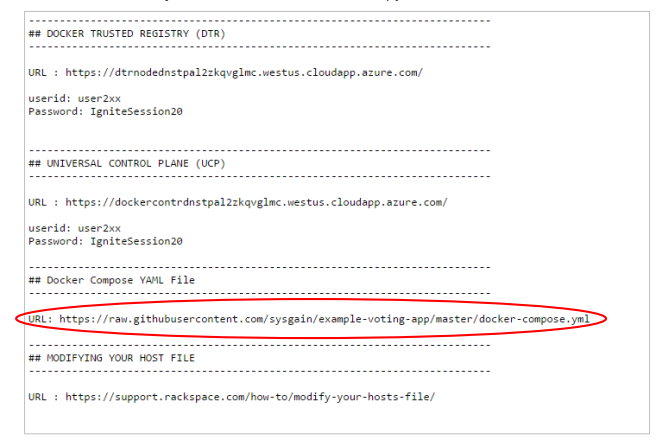 -----------------------------------------------------------------------
## DOCKER TRUSTED REGISTRY (DTR)
-----------------------------------------------------------------------
URL : https://dtrnodednstpal2zkqvglmc.westus.cloudapp.azure.com/
userid: user2xx
Password: IgniteSession20
-----------------------------------------------------------------------
## UNIVERSAL CONTROL PLANE (UCP)
-----------------------------------------------------------------------
URL : https://dockercontrdnstpal2zkqvglmc.westus.cloudapp.azure.com/
userid: user2xx
Password: IgniteSession20
-----------------------------------------------------------------------
## Docker Compose YAML File
-----------------------------------------------------------------------
URL: https://raw.githubusercontent.com/sysgain/example-voting-app/master/docker-compose.yml
-----------------------------------------------------------------------
## MODIFYING YOUR HOST FILE
-----------------------------------------------------------------------
URL : https://support.rackspace.com/how-to/modify-your-hosts-file/